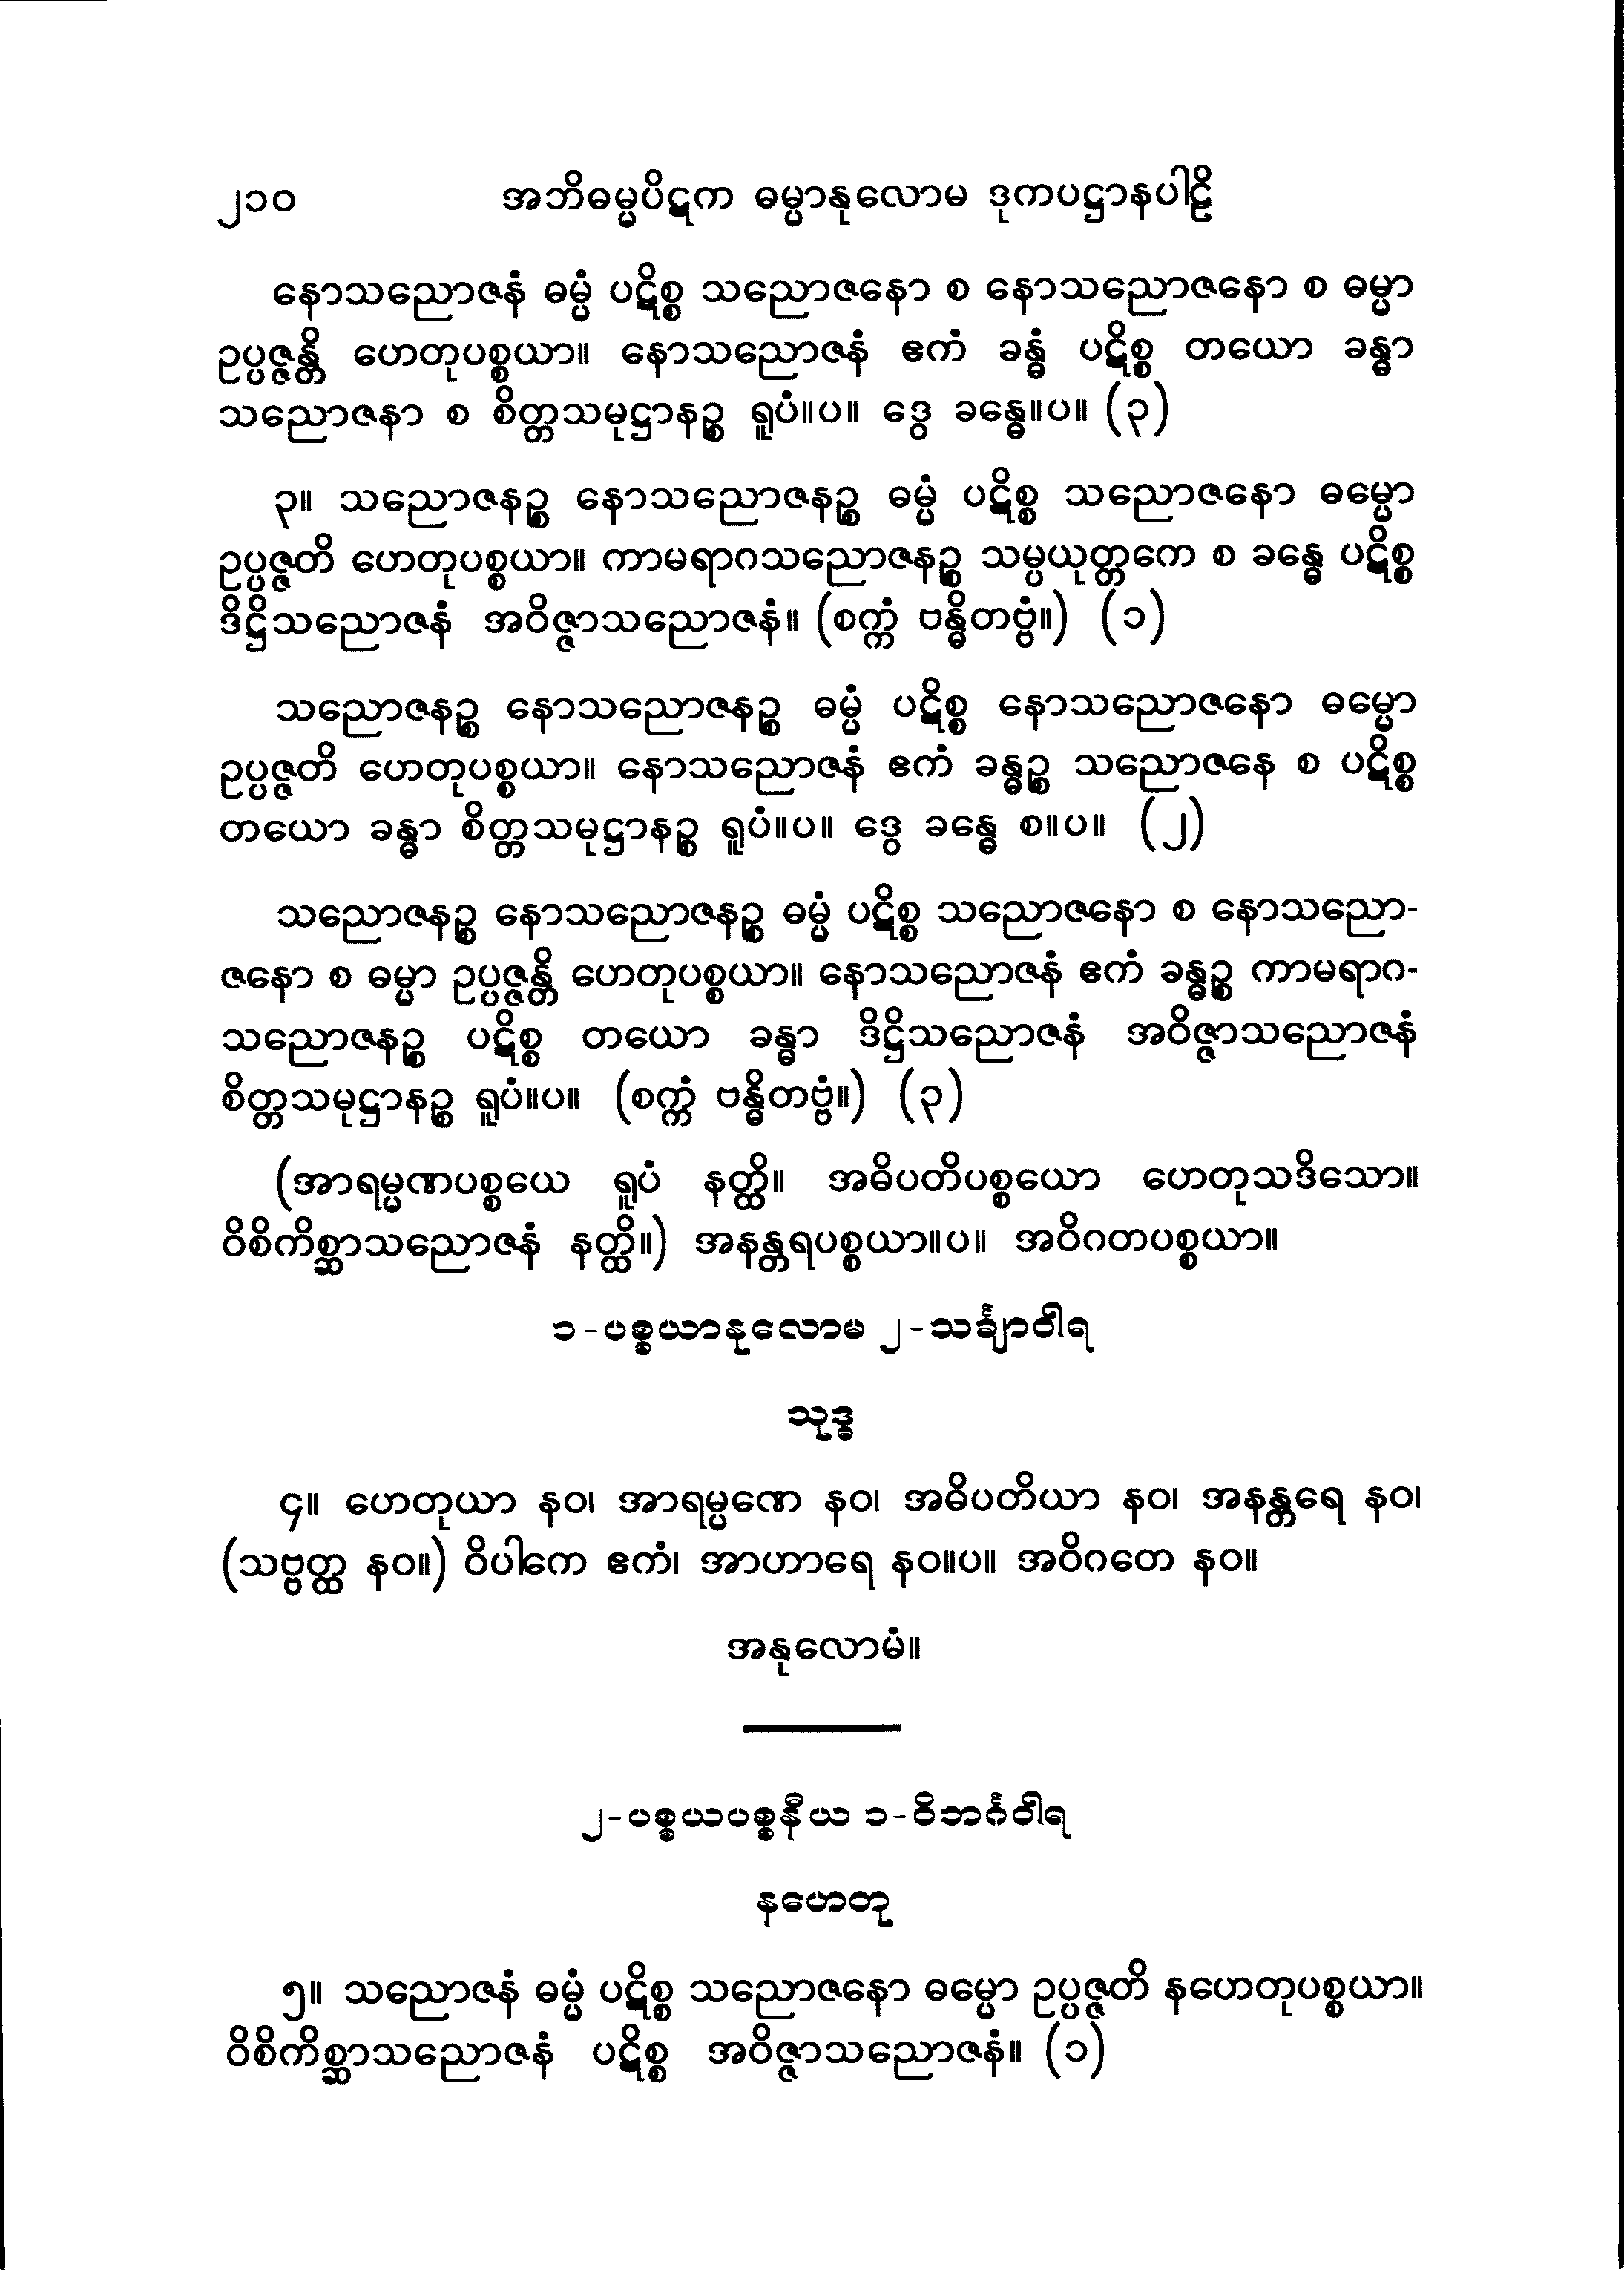 ၂၁၀ အဘိဓမ္မပိဋက ဓမ္မာနုလောမ ဒုကပဋ္ဌာနပါဠိ
နောသညောဇနံ ဓမ္မံ ပဋိစ္စ သညောဇနော စ နောသညောဇနော စ ဓမ္မာ
ဥပ္ပဇ္ဇန္တိ ဟေတုပစ္စယာ။ နောသညောဇနံ ဧကံ ခန္ဓံ ပဋိစ္စ တယော ခန္ဓာ
သညောဇနာ စ စိတ္တသမုဋ္ဌာနဉ္စ ရူပံ။ပ။ ဒွေ ခန္ဓေ။ပ။ (၃)
၃။ သညောဇနဉ္စ နောသညောဇနဉ္စ ဓမ္မံ ပဋိစ္စ သညောဇနော ဓမ္မော
ဥပ္ပဇ္ဇတိ ဟေတုပစ္စယာ။ ကာမရာဂသညောဇနဉ္စ သမ္ပယုတ္တကေ စ ခန္ဓေ ပဋိစ္စ
ဒိဋ္ဌိသညောဇနံ အဝိဇ္ဇာသညောဇနံ။ (စက္ကံ ဗန္ဓိတဗ္ဗံ။) (၁)
သညောဇနဉ္စ နောသညောဇနဉ္စ ဓမ္မံ ပဋိစ္စ နောသညောဇနော ဓမ္မော
ဥပ္ပဇ္ဇတိ ဟေတုပစ္စယာ။ နောသညောဇနံ ဧကံ ခန္ဓဉ္စ သညောဇနေ စ ပဋိစ္စ
တယော ခန္ဓာ စိတ္တသမုဋ္ဌာနဉ္စ ရူပံ။ပ။ ဒွေ ခန္ဓေ စ။ပ။ (၂)
သညောဇနဉ္စ နောသညောဇနဉ္စ ဓမ္မံ ပဋိစ္စ သညောဇနော စ နောသညော-
ဇနော စ ဓမ္မာ ဥပ္ပဇ္ဇန္တိ ဟေတုပစ္စယာ။ နောသညောဇနံ ဧကံ ခန္ဓဉ္စ ကာမရာဂ-
သညောဇနဉ္စ ပဋိစ္စ တယော ခန္ဓာ ဒိဋ္ဌိသညောဇနံ အဝိဇ္ဇာသညောဇနံ
စိတ္တသမုဋ္ဌာနဉ္စ ရူပံ။ပ။ (စက္ကံ ဗန္ဓိတဗ္ဗံ။) (၃)
(အာရမ္မဏပစ္စယေ ရူပံ နတ္ထိ။ အဓိပတိပစ္စယော ဟေတုသဒိသော။
ဝိစိကိစ္ဆာသညောဇနံ နတ္ထိ။) အနန္တရပစ္စယာ။ပ။ အဝိဂတပစ္စယာ။
၁-ပစ္စယာနုလောမ ၂-သင်္ချာဝါရ
သုဒ္ဓ
၄။ ဟေတုယာ နဝ၊ အာရမ္မဏေ နဝ၊ အဓိပတိယာ နဝ၊ အနန္တရေ နဝ၊
(သဗ္ဗတ္ထ နဝ။) ဝိပါကေ ဧကံ၊ အာဟာရေ နဝ။ပ။ အဝိဂတေ နဝ။
အနုလောမံ။
၂-ပစ္စယပစ္စနီယ ၁-ဝိဘင်္ဂဝါရ
နဟေတု
၅။ သညောဇနံ ဓမ္မံ ပဋိစ္စ သညောဇနော ဓမ္မော ဥပ္ပဇ္ဇတိ နဟေတုပစ္စယာ။
ဝိစိကိစ္ဆာသညောဇနံ ပဋိစ္စ အဝိဇ္ဇာသညောဇနံ။ (၁)